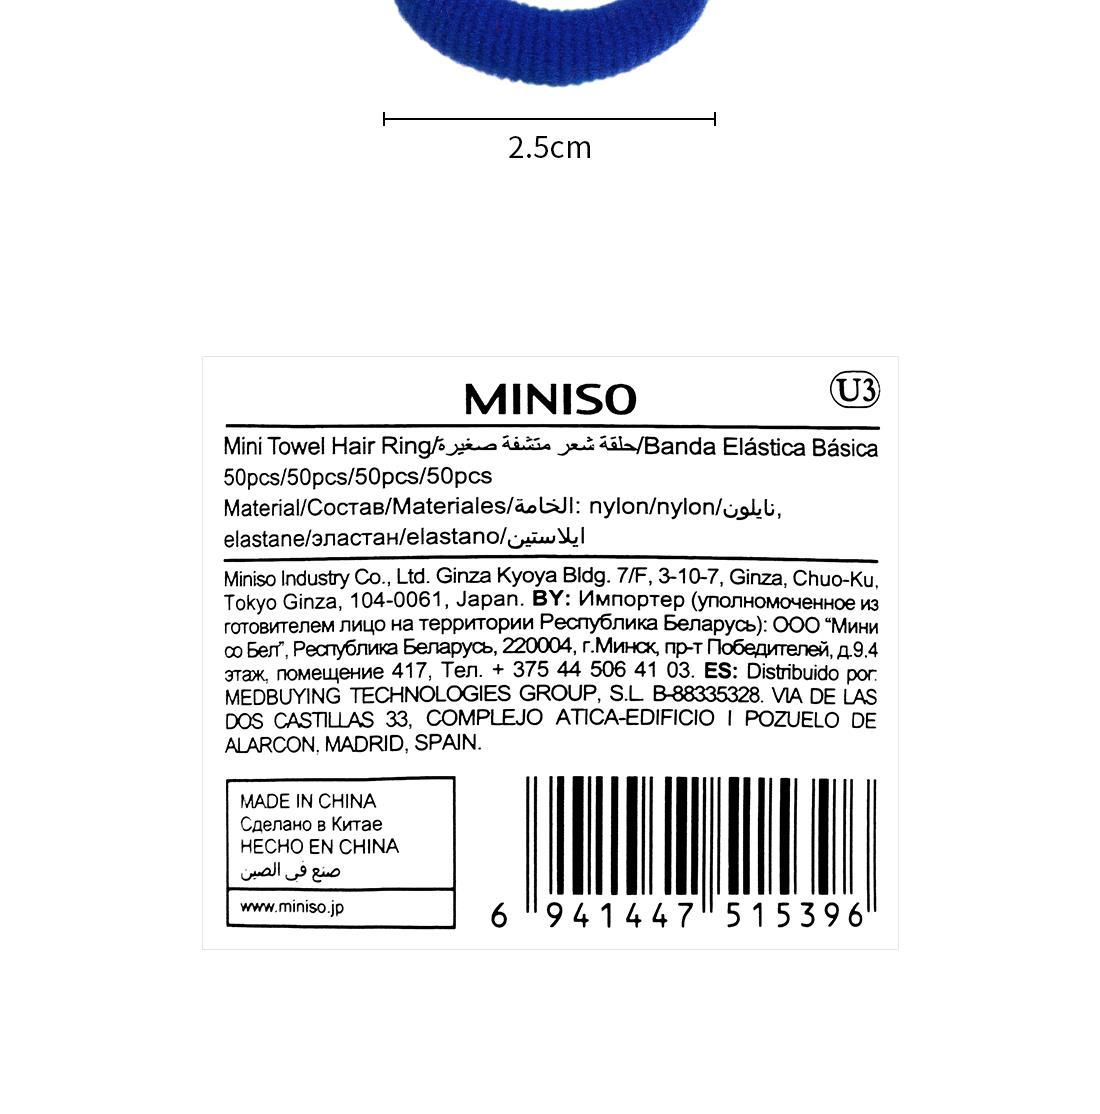 2.5cm
MINISO
U3
Mini Towel Hair Ring/حلقة شعر متشفة صغيرة/Banda Elástica Básica
50pcs/50pcs/50pcs/50pcs
Material/Состав/Materiales/الخامة: nylon/nylon/نايلون,
elastane/эластан/elastano/ايلاستين
Miniso Industry Co., Ltd. Ginza Kyoya Bldg. 7/F, 3-10-7, Ginza, Chuo-Ku,
Tokyo Ginza, 104-0061, Japan. BY: Импортер (уполномоченное из
готовителем лицо на территории Республика Беларусь): ООО “Мини
со Бел”, Республика Беларусь, 220004, г.Минск, пр-т Победителей, д.9.4
этаж, помещение 417, Тел. + 375 44 506 41 03. ES: Distribuido por:
MEDBUYING TECHNOLOGIES GROUP, S.L. B-88335328. VIA DE LAS
DOS CASTILLAS 33, COMPLEJO ATICA-EDIFICIO I POZUELO DE
ALARCON, MADRID, SPAIN.
MADE IN CHINA
Сделано в Китае
HECHO EN CHINA
صنع في الصين
www.miniso.jp
6 941447 515396